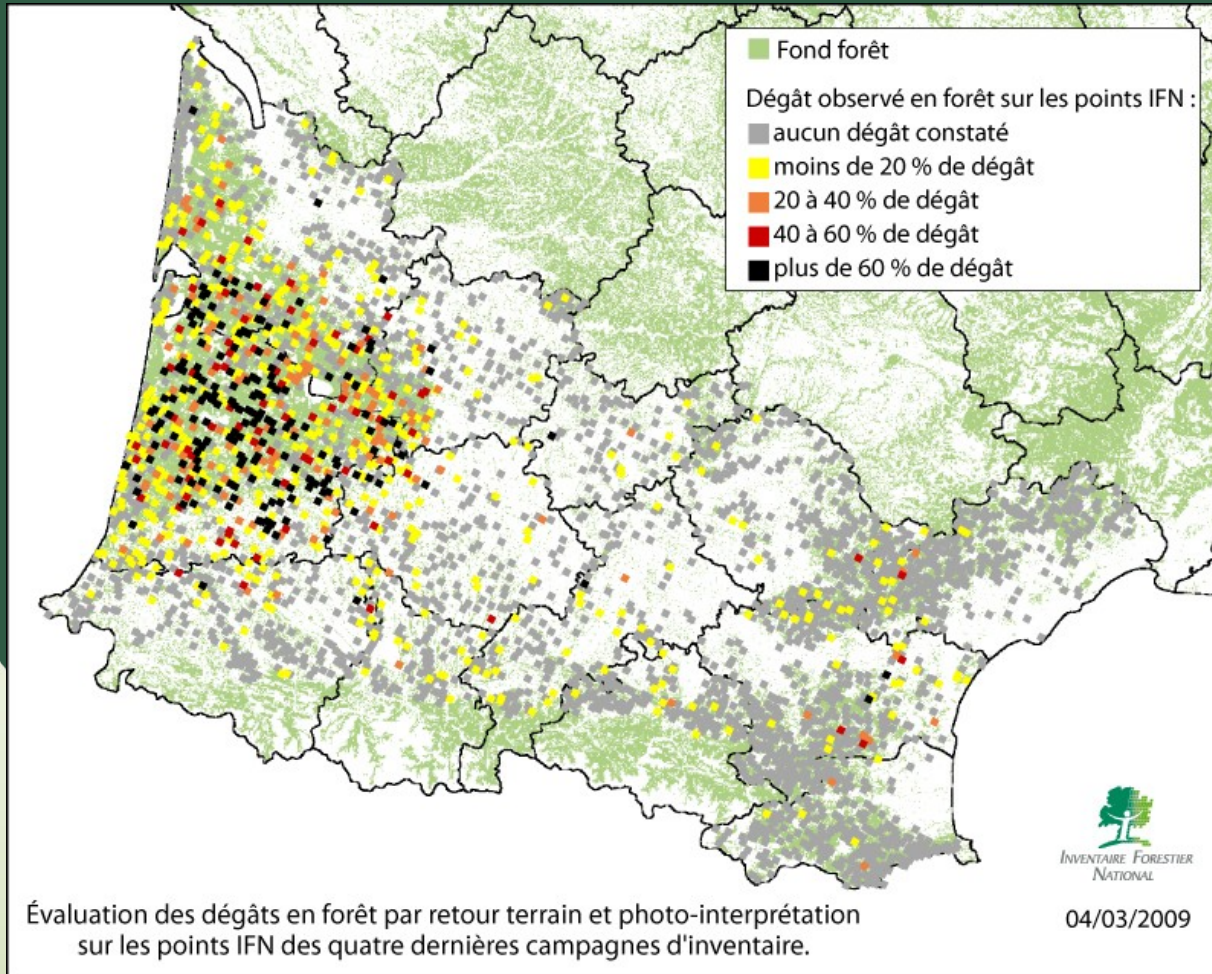 Fond forêt
Dégât observé en forêt sur les points IFN :
aucun dégât constaté
moins de 20 % de dégât
20 à 40 % de dégât
40 à 60 % de dégât
plus de 60 % de dégât
INVENTAIRE FORESTIER
NATIONAL
04/03/2009
Évaluation des dégâts en forêt par retour terrain et photo-interprétation
sur les points IFN des quatre dernières campagnes d'inventaire.